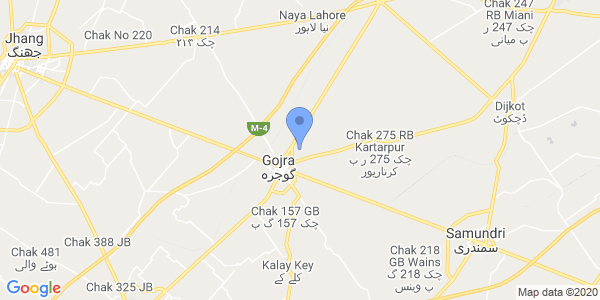 Naya Lahore
نیا لاہور
Chak 247
RB Miani
چک 247 ر
ب میانی
Chak 214
چک ۲۱۴
Chak No 220
Jhang
جھنگ
Dijkot
ڈجکوٹ
M-4
Chak 275 RB
Kartarpur
چک 275 ر ب
کرتارپور
Gojra
گوجرہ
Chak 157 GB
چک 157 گ ب
Samundri
سمندری
Chak 388 JB
Chak 481
ہوئے والی
Chak 218
GB Wains
چک 218 گ
ب وینس
Kalay Key
کلے کے
Chak 325 JB
Google
Map data ©2020